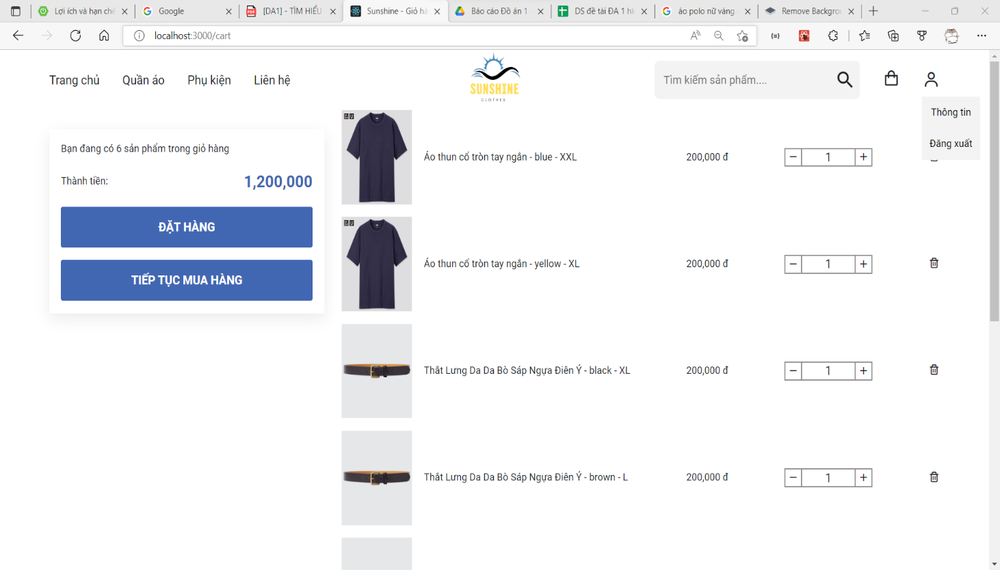 Lợi ích và hạn chế
Google
[DA1] - TÌM HIỂU
Sunshine - Giỏ hà
Báo cáo Đồ án 1 -
DS đề tài ĐA 1 hk
áo polo nữ vàng
Remove Backgrou
localhost:3000/cart
Trang chủ
Quần áo
Phụ kiện
Liên hệ
SUNSHINE
CLOTHES
Tìm kiếm sản phẩm....
Thông tin
Đăng xuất
Bạn đang có 6 sản phẩm trong giỏ hàng
Thành tiền:
1,200,000
ĐẶT HÀNG
TIẾP TỤC MUA HÀNG
Áo thun cổ tròn tay ngắn - blue - XXL
200,000 đ
1
Áo thun cổ tròn tay ngắn - yellow - XL
200,000 đ
1
Thắt Lưng Da Da Bò Sáp Ngựa Điên Ý - black - XL
200,000 đ
1
Thắt Lưng Da Da Bò Sáp Ngựa Điên Ý - brown - L
200,000 đ
1